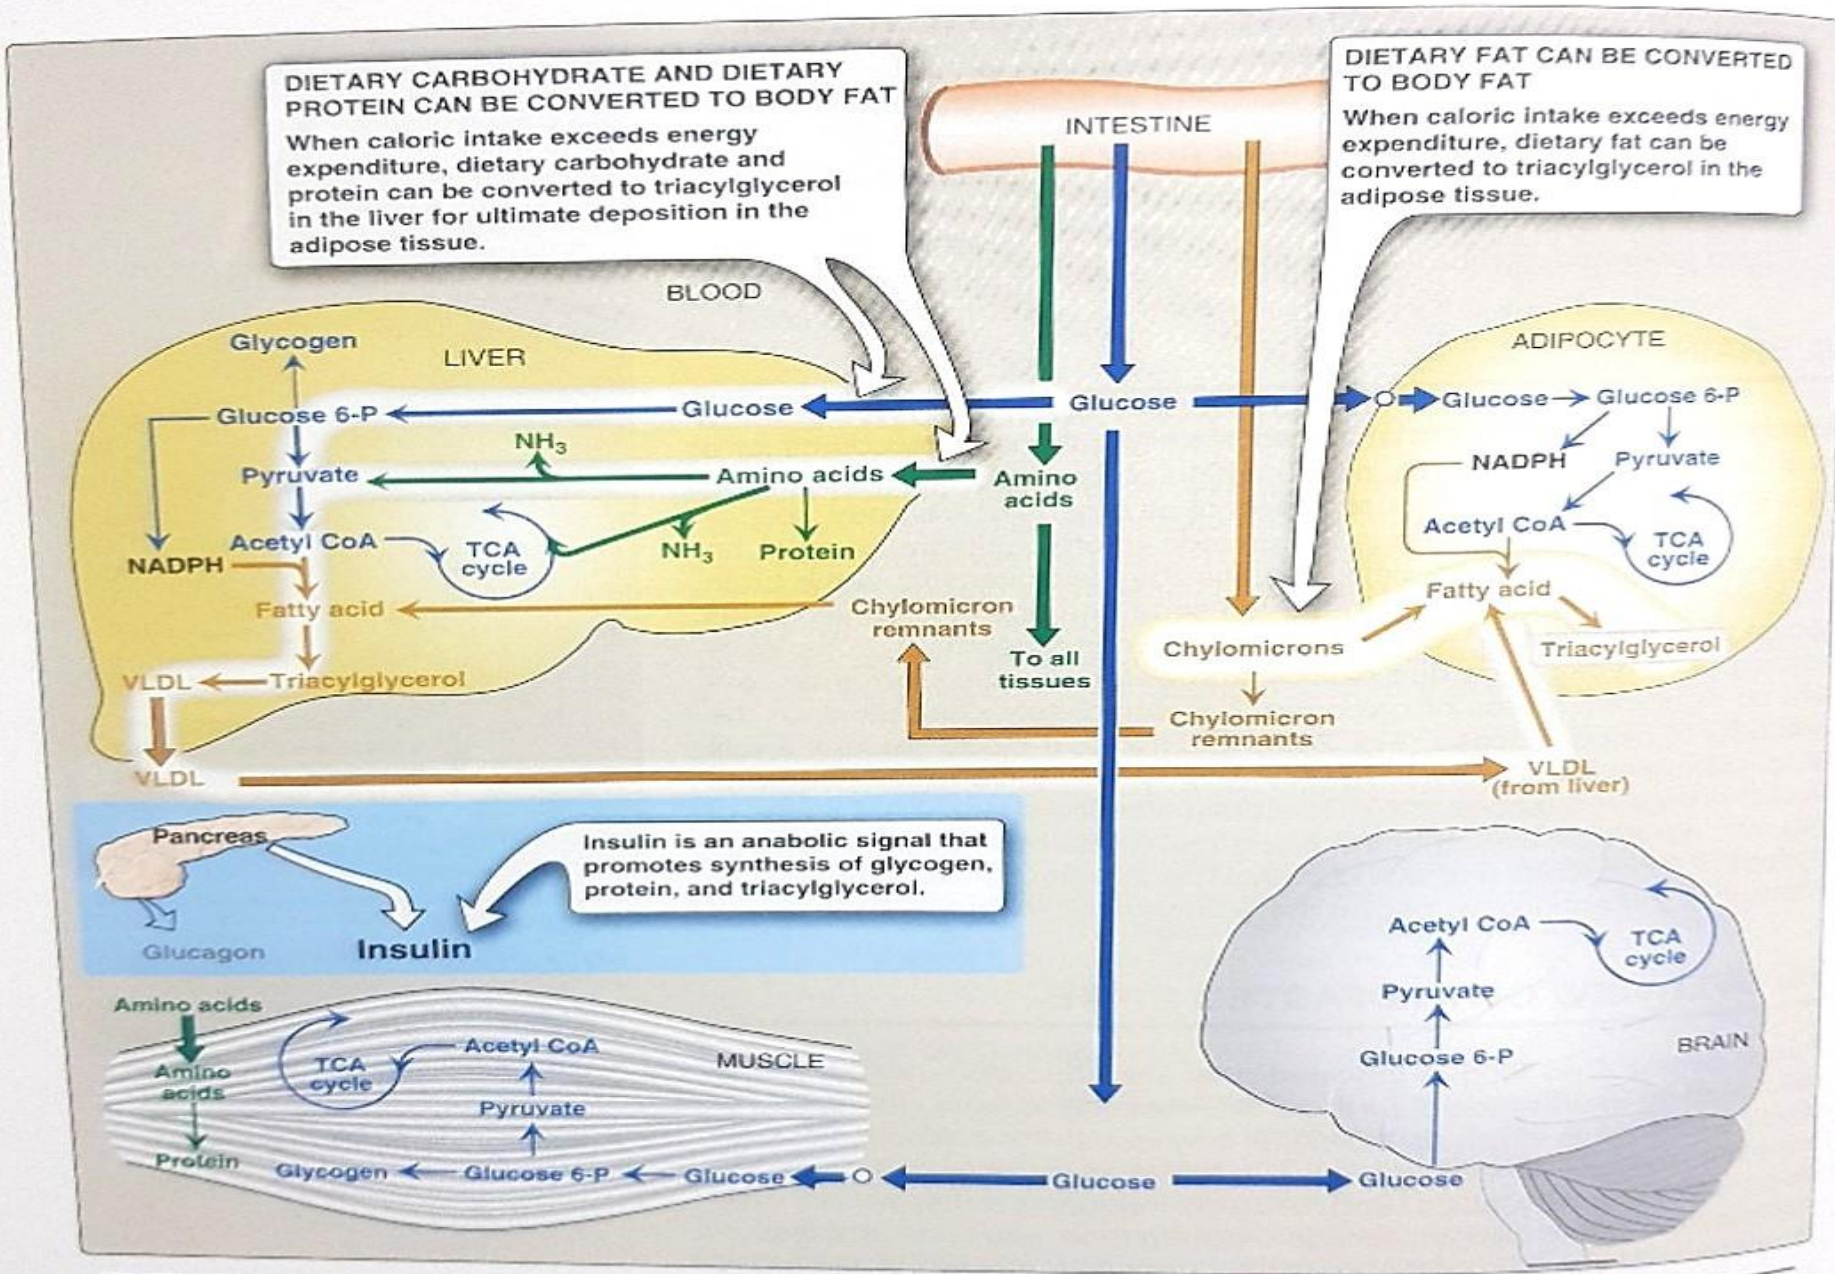 DIETARY CARBOHYDRATE AND DIETARY
PROTEIN CAN BE CONVERTED TO BODY FAT
When caloric intake exceeds energy
expenditure, dietary carbohydrate and
protein can be converted to triacylglycerol
in the liver for ultimate deposition in the
adipose tissue.
INTESTINE
DIETARY FAT CAN BE CONVERTED
TO BODY FAT
When caloric intake exceeds energy
expenditure, dietary fat can be
converted to triacylglycerol in the
adipose tissue.
BLOOD
LIVER
Glycogen
Glucose 6-P
Glucose
NH₃
Pyruvate
Amino acids
Acetyl CoA
TCA
cycle
NH₃
Protein
NADPH
Fatty acid
VLDL
Triacylglycerol
VLDL
Glucose
Amino
acids
To all
tissues
Chylomicron
remnants
Chylomicrons
Chylomicron
remnants
ADIPOCYTE
Glucose
Glucose 6-P
NADPH
Pyruvate
Acetyl CoA
TCA
cycle
Fatty acid
Triacylglycerol
VLDL
(from liver)
Pancreas
Glucagon
Insulin
Insulin is an anabolic signal that
promotes synthesis of glycogen,
protein, and triacylglycerol.
Amino acids
Amino
acids
Protein
TCA
cycle
Acetyl CoA
MUSCLE
Pyruvate
Glycogen
Glucose 6-P
Glucose
Glucose
Glucose
BRAIN
Acetyl CoA
TCA
cycle
Pyruvate
Glucose 6-P